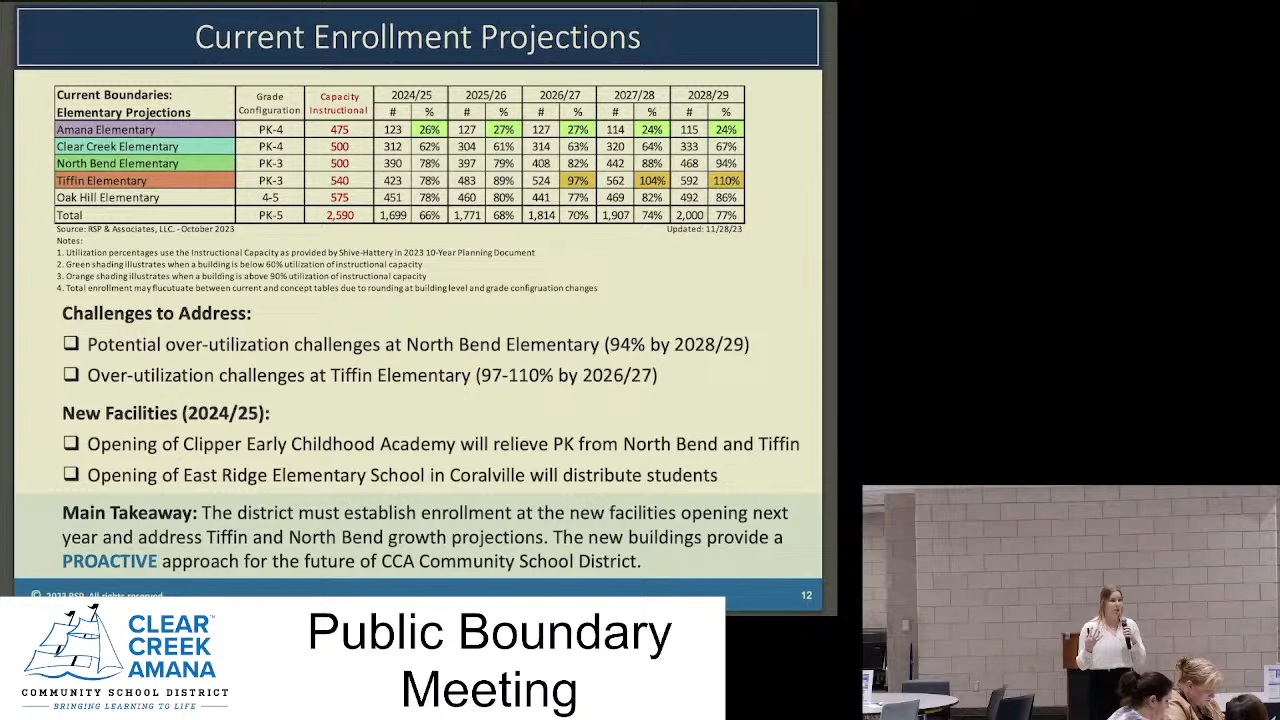 Current Enrollment Projections
Current Boundaries: Grade Capacity 2024/25 2025/26 2026/27 2027/28 2028/29
Elementary Projections Configuration Instructional # % # % # % # % # %
Amana Elementary PK-4 475 123 26% 127 27% 127 27% 114 24% 115 24%
Clear Creek Elementary PK-4 500 312 62% 304 61% 314 63% 320 64% 333 67%
North Bend Elementary PK-3 500 390 78% 397 79% 408 82% 442 88% 468 94%
Tiffin Elementary PK-3 540 423 78% 483 89% 524 97% 562 104% 592 110%
Oak Hill Elementary 4-5 575 451 78% 460 80% 441 77% 469 82% 492 86%
Total PK-5 2,590 1,699 66% 1,771 68% 1,814 70% 1,907 74% 2,000 77%
Source: RSP & Associates, LLC. - October 2023 Updated: 11/28/23
Notes:
1. Utilization percentages use the Instructional Capacity as provided by Shive-Hattery in 2023 10-Year Planning Document
2. Green shading illustrates when a building is below 60% utilization of instructional capacity
3. Orange shading illustrates when a building is above 90% utilization of instructional capacity
4. Total enrollment may flucutuate between current and concept tables due to rounding at building level and grade configruation changes
Challenges to Address:
❑ Potential over-utilization challenges at North Bend Elementary (94% by 2028/29)
❑ Over-utilization challenges at Tiffin Elementary (97-110% by 2026/27)
New Facilities (2024/25):
❑ Opening of Clipper Early Childhood Academy will relieve PK from North Bend and Tiffin
❑ Opening of East Ridge Elementary School in Coralville will distribute students
Main Takeaway: The district must establish enrollment at the new facilities opening next
year and address Tiffin and North Bend growth projections. The new buildings provide a
PROACTIVE approach for the future of CCA Community School District.
© 2023 RSP. All rights reserved 12
CLEAR
CREEK
AMANA™
COMMUNITY SCHOOL DISTRICT
BRINGING LEARNING TO LIFE
Public Boundary
Meeting